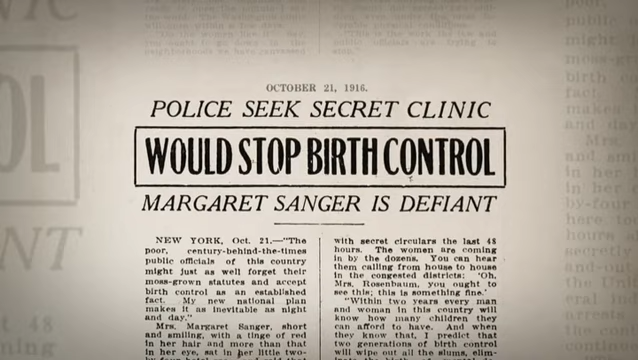 OCTOBER 21, 1916.
POLICE SEEK SECRET CLINIC
WOULD STOP BIRTH CONTROL
MARGARET SANGER IS DEFIANT
NEW YORK, Oct. 21.—"The
poor, century-behind-the-times
public officials of this country
might just as well forget their
moss-grown statutes and accept
birth control as an established
fact. My new national plan
makes it as inevitable as night
and day."
Mrs. Margaret Sanger, short
and smiling, with a tinge of red
in her hair and more than that
in her eye, sat in her little two-
with secret circulars the last 48
hours. The women are coming
in by the dozens. You can hear
them calling from house to house
in the congested districts; 'Oh,
Mrs. Rosenbaum, you ought to
see this; this is something fine.'
"Within two years every man
and woman in this country will
know how many children they
can afford to have. And when
they know that, I predict that
two generations of birth control
will wipe out all the slums, elim-